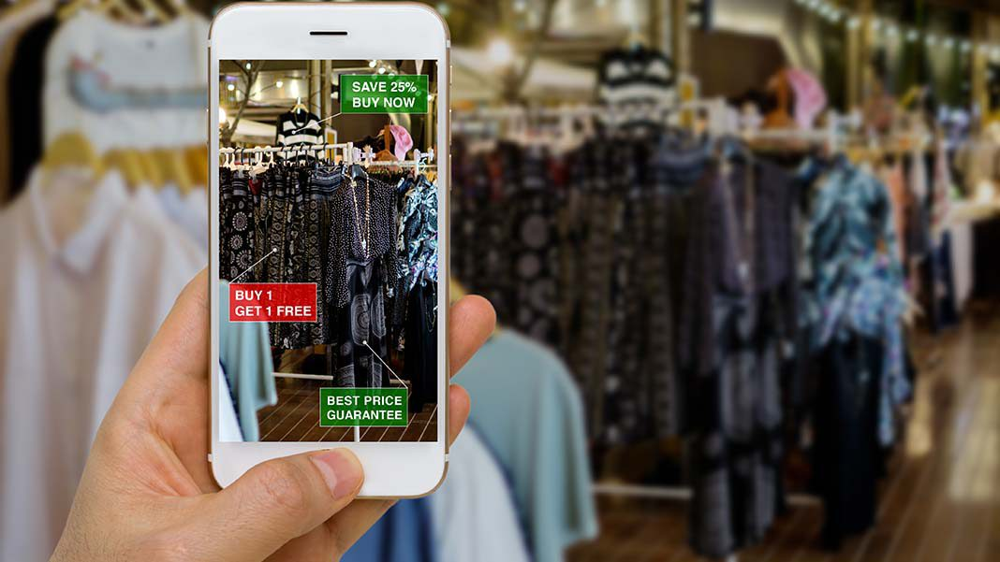 SAVE 25%
BUY NOW
BUY 1
GET 1 FREE
BEST PRICE
GUARANTEE